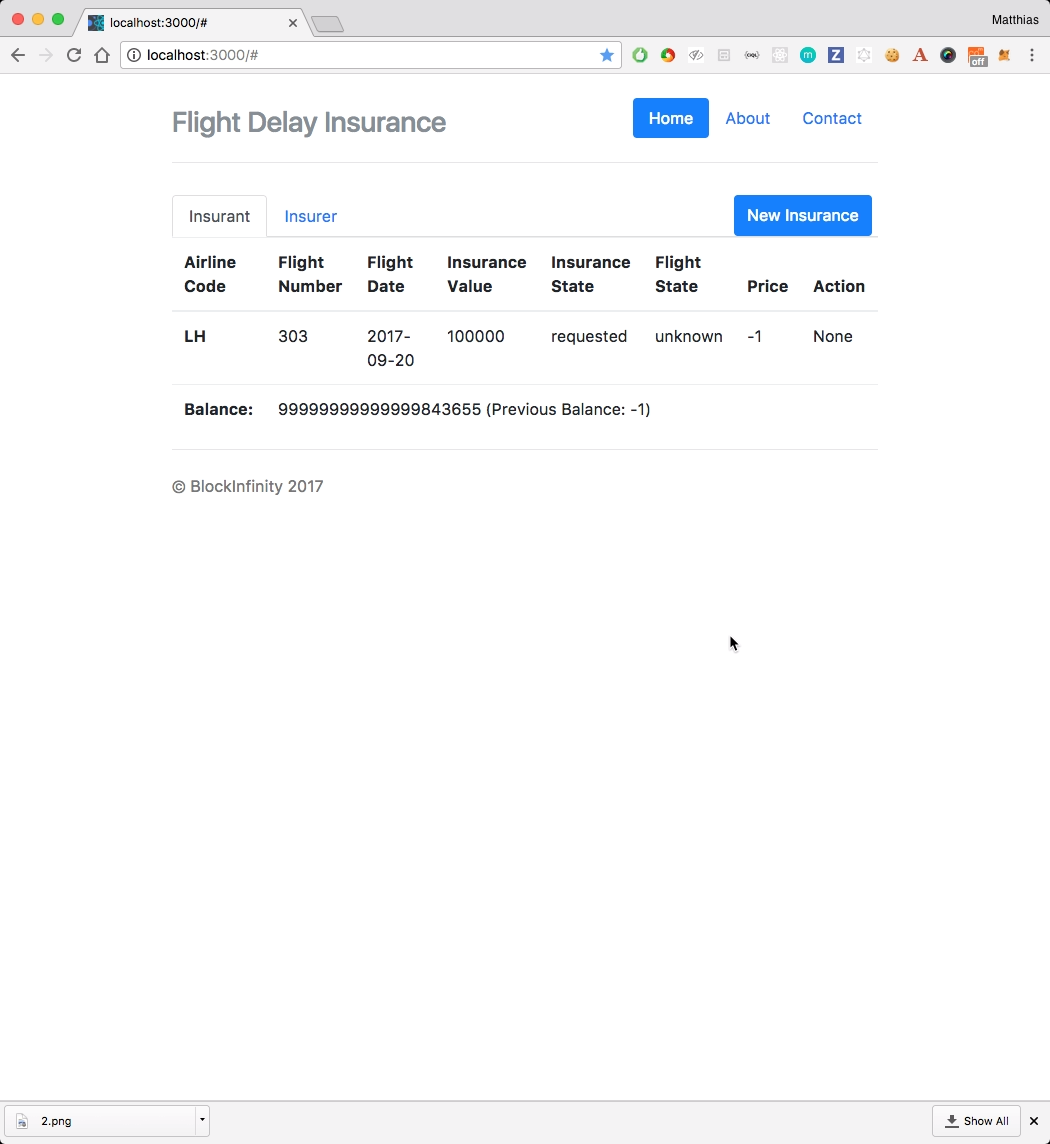 localhost:3000/#
Matthias
localhost:3000/#
m
Z
A
off
Flight Delay Insurance
Home
About
Contact
Insurant
Insurer
New Insurance
Airline Code
Flight Number
Flight Date
Insurance Value
Insurance State
Flight State
Price
Action
LH
303
2017-
09-20
100000
requested
unknown
-1
None
Balance:
99999999999999843655 (Previous Balance: -1)
© BlockInfinity 2017
2.png
Show All